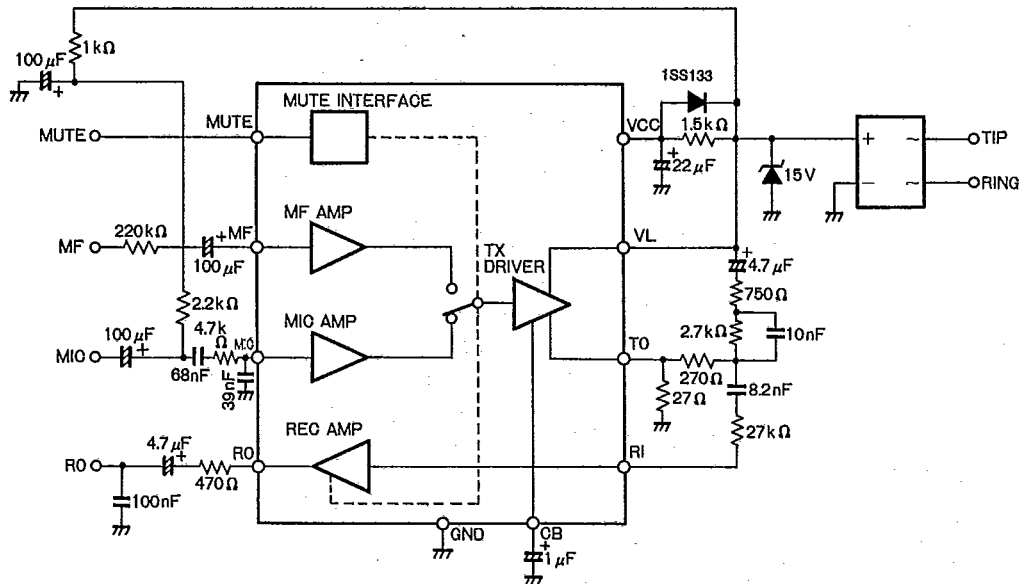 1kΩ
100μF
+
MUTE
MUTE
MUTE INTERFACE
VCC
1SS133
1.5kΩ
+
22μF
15V
+
−
~
~
TIP
RING
MF
220kΩ
+
100μF
MF
MF AMP
TX
DRIVER
VL
+
4.7μF
750Ω
2.7kΩ
10nF
2.2kΩ
MIC
100μF
+
68nF
4.7k
Ω
MIC
39nF
MIC AMP
TO
270Ω
27Ω
8.2nF
27kΩ
RO
100nF
4.7μF
+
470Ω
RO
REC AMP
RI
GND
CB
+
1μF